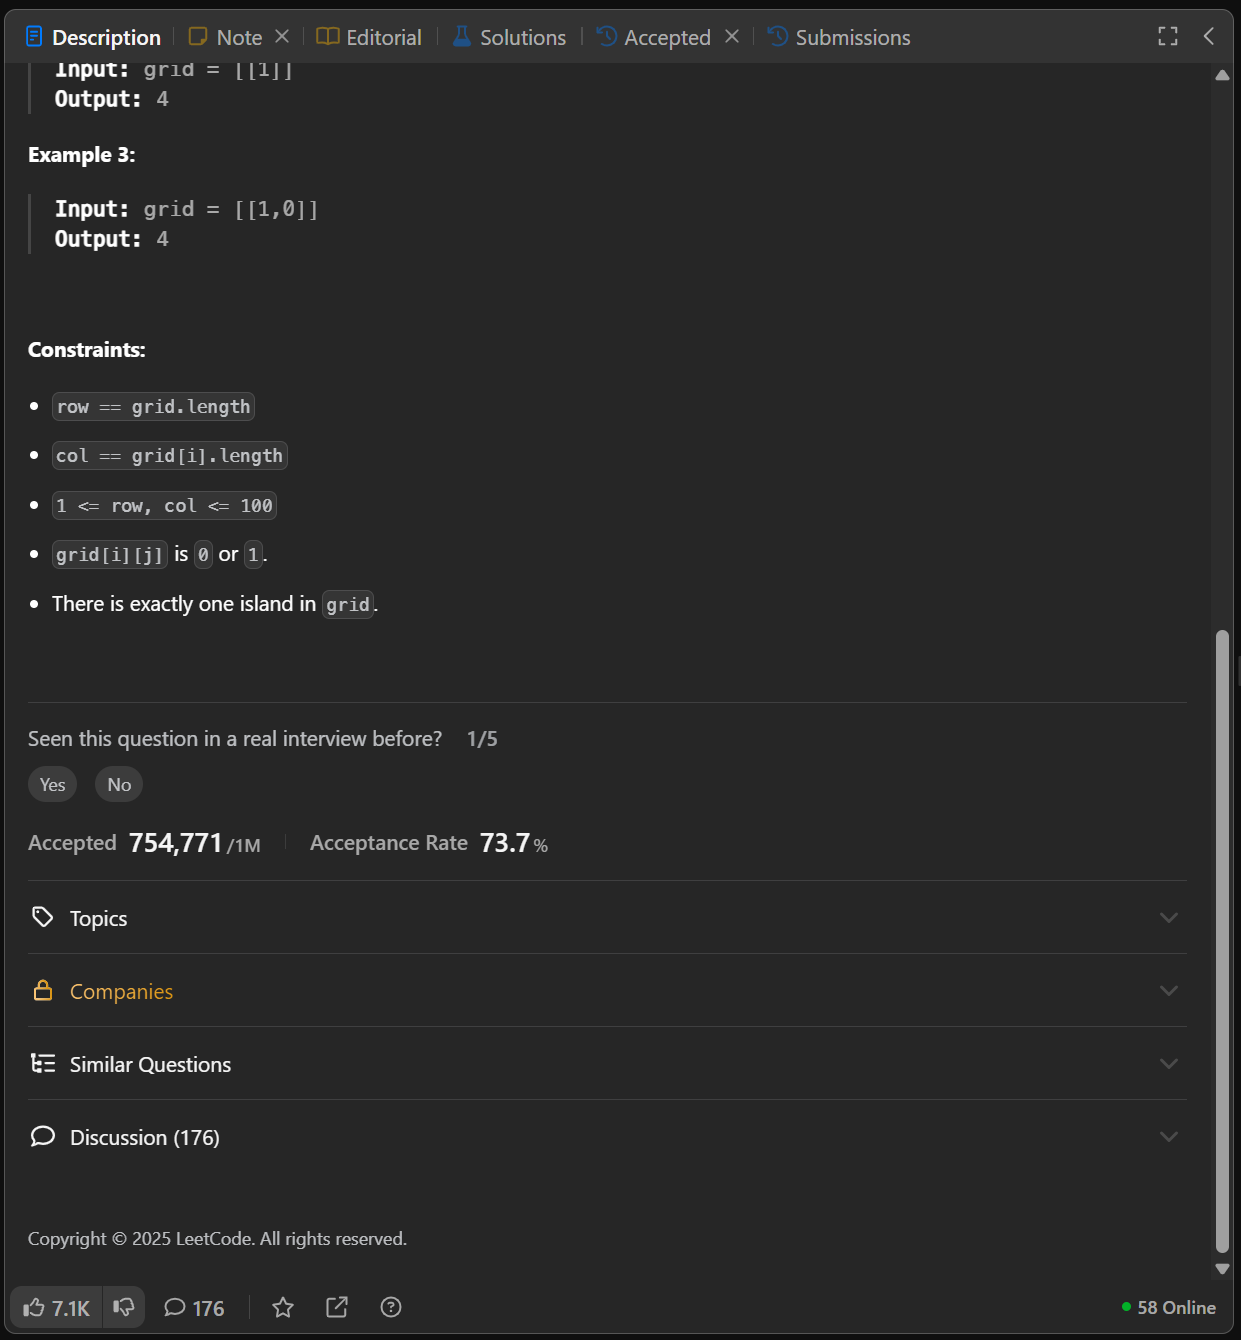 Description Note Editorial Solutions Accepted Submissions
Input: grid = [[1]]
Output: 4
Example 3:
Input: grid = [[1,0]]
Output: 4
Constraints:
row == grid.length
col == grid[i].length
1 <= row, col <= 100
grid[i][j] is 0 or 1.
There is exactly one island in grid.
Seen this question in a real interview before? 1/5
Yes No
Accepted 754,771/1M Acceptance Rate 73.7%
Topics
Companies
Similar Questions
Discussion (176)
Copyright © 2025 LeetCode. All rights reserved.
7.1K 176 58 Online